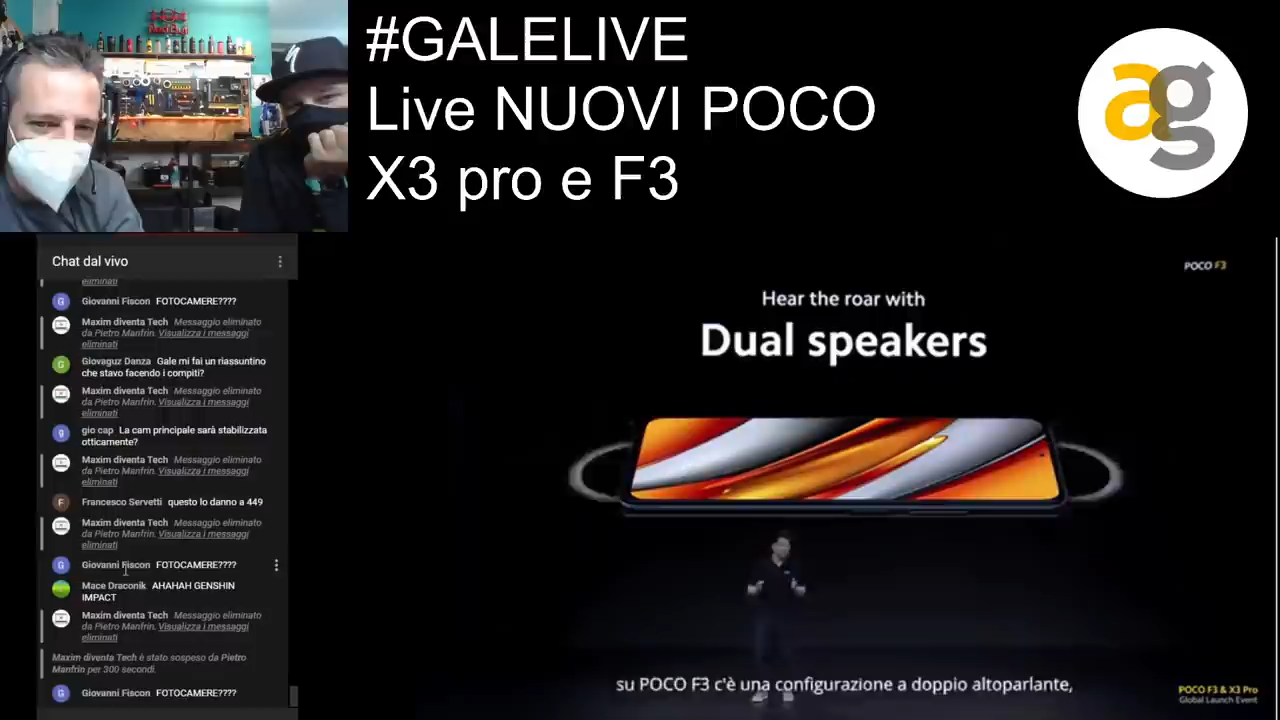 #GALELIVE
Live NUOVI POCO
X3 pro e F3
ag
Chat dal vivo
eliminati
G Giovanni Fiscon FOTOCAMERE????
Maxim diventa Tech Messaggio eliminato
da Pietro Manfrin. Visualizza i messaggi
eliminati
G Giovaguz Danza Gale mi fai un riassuntino
che stavo facendo i compiti?
Maxim diventa Tech Messaggio eliminato
da Pietro Manfrin. Visualizza i messaggi
eliminati
g gio cap La cam principale sarà stabilizzata
otticamente?
Maxim diventa Tech Messaggio eliminato
da Pietro Manfrin. Visualizza i messaggi
eliminati
F Francesco Servetti questo lo danno a 449
Maxim diventa Tech Messaggio eliminato
da Pietro Manfrin. Visualizza i messaggi
eliminati
G Giovanni Fiscon FOTOCAMERE????
Mace Draconik AHAHAH GENSHIN
IMPACT
Maxim diventa Tech Messaggio eliminato
da Pietro Manfrin. Visualizza i messaggi
eliminati
Maxim diventa Tech è stato sospeso da Pietro
Manfrin per 300 secondi.
G Giovanni Fiscon FOTOCAMERE????
POCO F3
Hear the roar with
Dual speakers
su POCO F3 c'è una configurazione a doppio altoparlante,
POCO F3 & X3 Pro
Global Launch Event